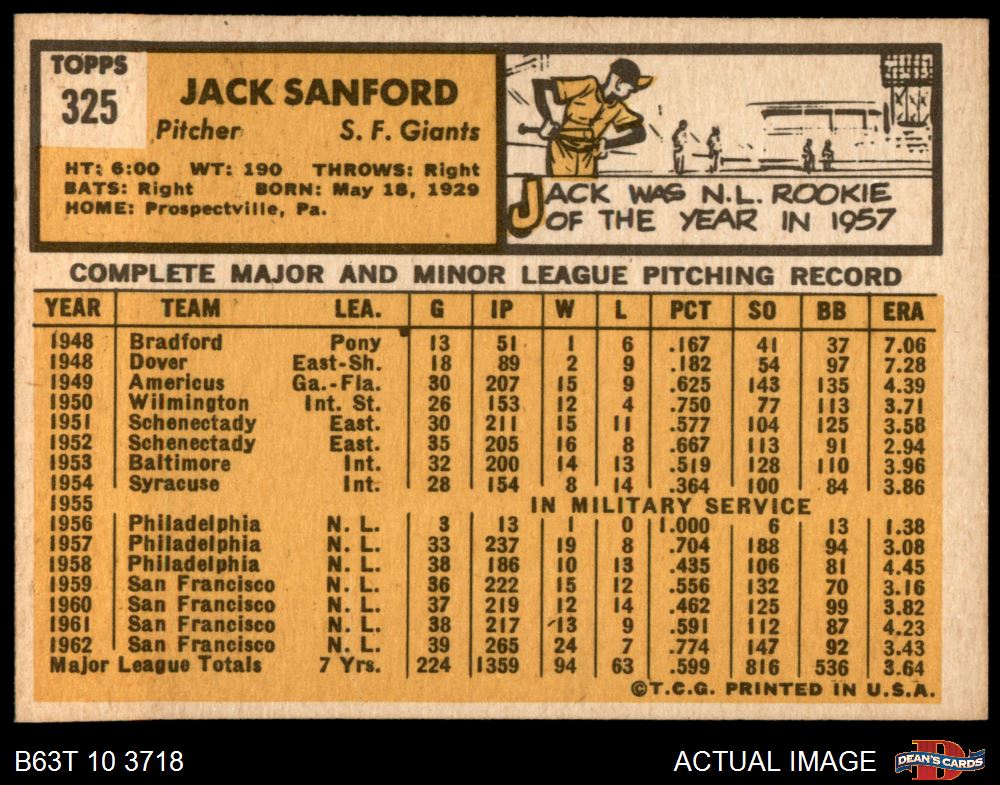 TOPPS
325
JACK SANFORD
Pitcher S. F. Giants
HT: 6:00 WT: 190 THROWS: Right
BATS: Right BORN: May 18, 1929
HOME: Prospectville, Pa.
JACK WAS N.L. ROOKIE
OF THE YEAR IN 1957
COMPLETE MAJOR AND MINOR LEAGUE PITCHING RECORD
YEAR TEAM LEA. G IP W L PCT SO BB ERA
1948 Bradford Pony 13 51 1 6 .167 41 37 7.06
1948 Dover East-Sh. 18 89 2 9 .182 54 97 7.28
1949 Americus Ga.-Fla. 30 207 15 9 .625 143 135 4.39
1950 Wilmington Int. St. 26 153 12 4 .750 77 113 3.71
1951 Schenectady East. 30 211 15 11 .577 104 125 3.58
1952 Schenectady East. 35 205 16 8 .667 113 91 2.94
1953 Baltimore Int. 32 200 14 13 .519 128 110 3.96
1954 Syracuse Int. 28 154 8 14 .364 100 84 3.86
1955 IN MILITARY SERVICE
1956 Philadelphia N. L. 3 13 1 0 1.000 6 13 1.38
1957 Philadelphia N. L. 33 237 19 8 .704 188 94 3.08
1958 Philadelphia N. L. 38 186 10 13 .435 106 81 4.45
1959 San Francisco N. L. 36 222 15 12 .556 132 70 3.16
1960 San Francisco N. L. 37 219 12 14 .462 125 99 3.82
1961 San Francisco N. L. 38 217 13 9 .591 112 87 4.23
1962 San Francisco N. L. 39 265 24 7 .774 147 92 3.43
Major League Totals 7 Yrs. 224 1359 94 63 .599 816 536 3.64
©T.C.G. PRINTED IN U.S.A.
B63T 10 3718 ACTUAL IMAGE DEAN'S CARDS